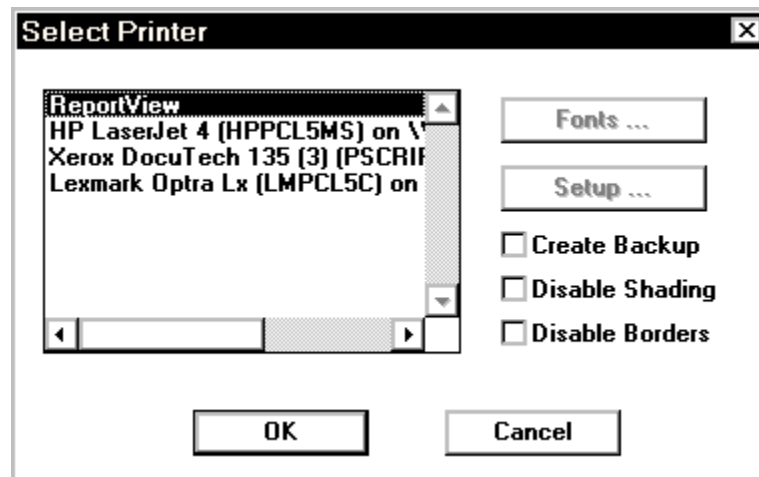 Select Printer
ReportView
HP LaserJet 4 (HPPCL5MS) on \
Xerox DocuTech 135 (3) (PSCRI
Lexmark Optra Lx (LMPCL5C) on
Fonts ...
Setup ...
Create Backup
Disable Shading
Disable Borders
OK
Cancel